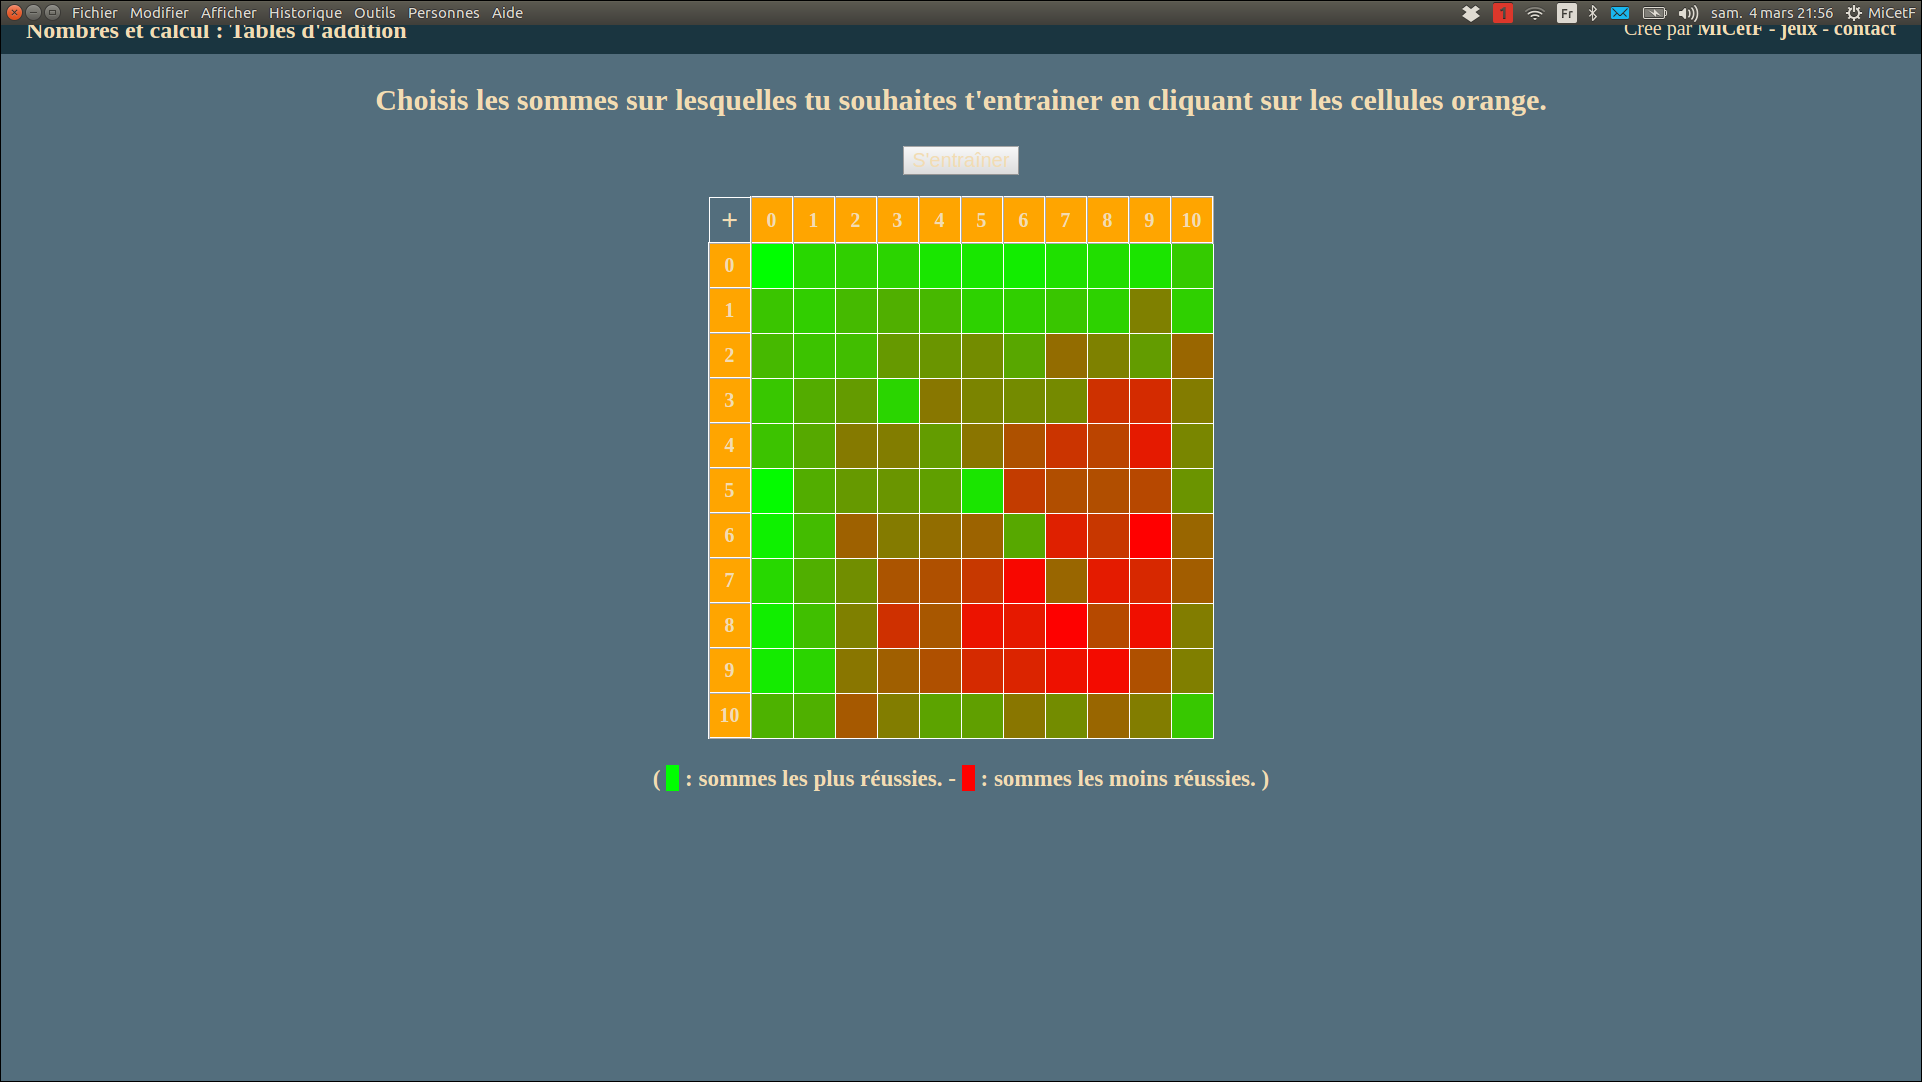 Fichier Modifier Afficher Historique Outils Personnes Aide
1 Fr sam. 4 mars 21:56 MiCetF
Nombres et calcul : Tables d'addition
Créé par MiCetF - jeux - contact
Choisis les sommes sur lesquelles tu souhaites t'entrainer en cliquant sur les cellules orange.
S'entraîner
+ 0 1 2 3 4 5 6 7 8 9 10
0
1
2
3
4
5
6
7
8
9
10
( : sommes les plus réussies. - : sommes les moins réussies. )